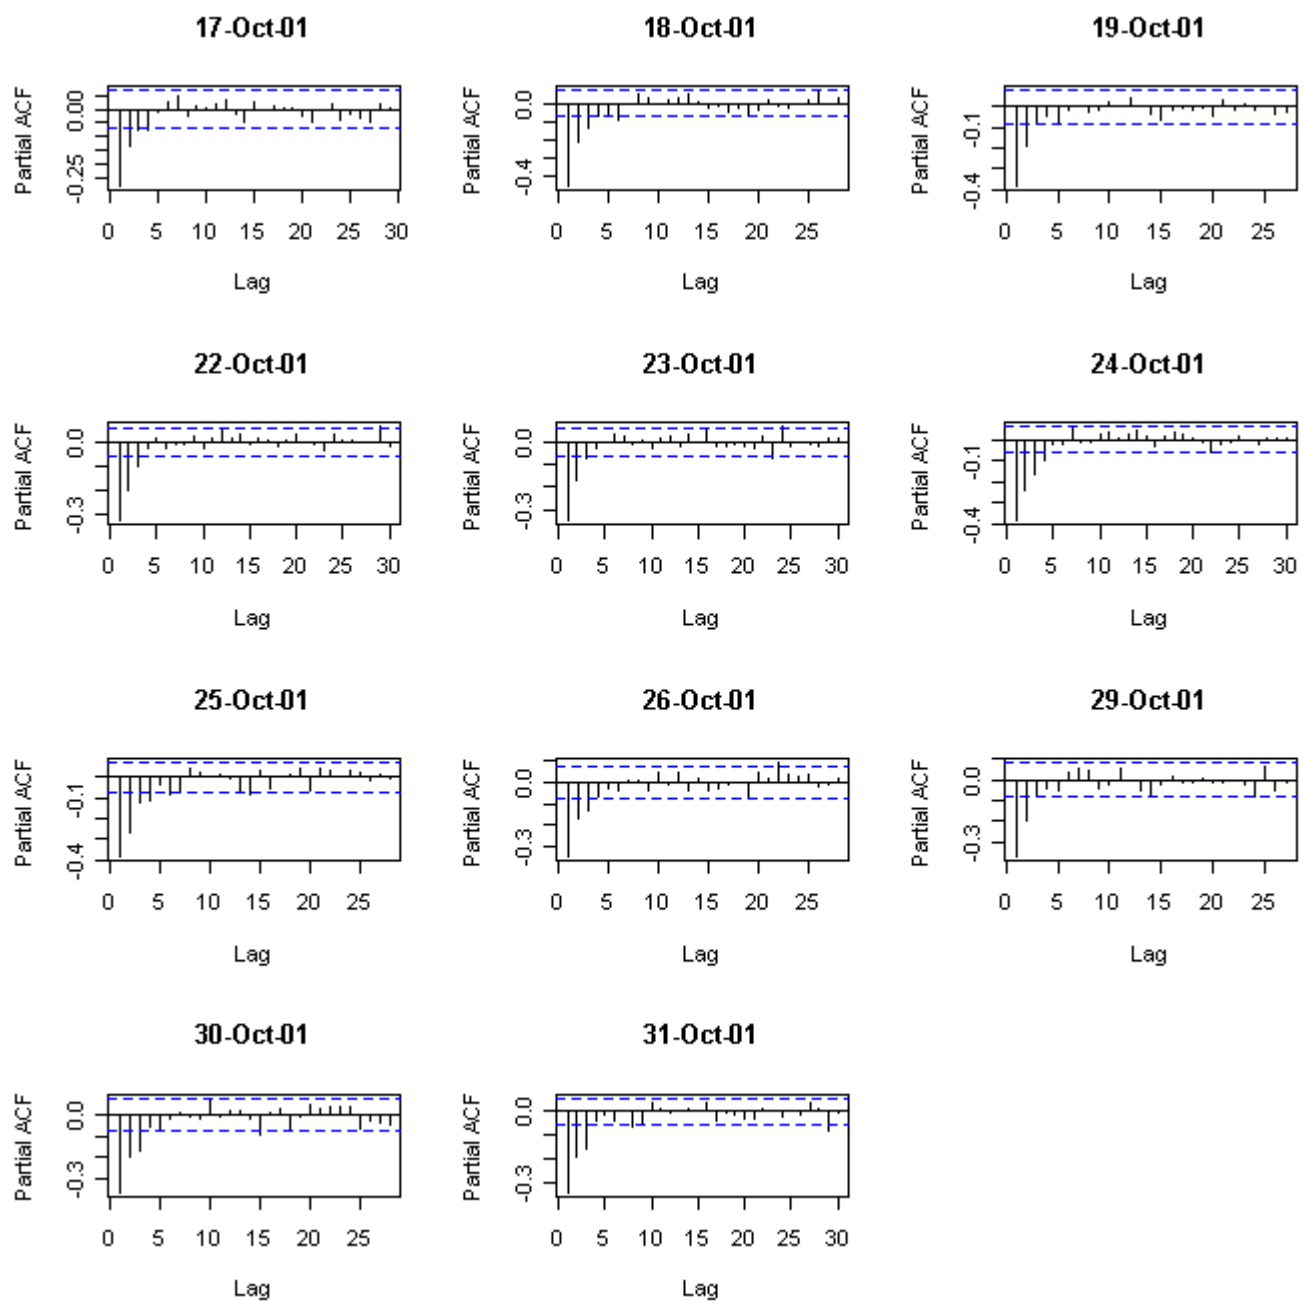 17-Oct-01
Partial ACF
0.00
-0.25
0 5 10 15 20 25 30
Lag
18-Oct-01
Partial ACF
0.0
-0.4
0 5 10 15 20 25
Lag
19-Oct-01
Partial ACF
-0.1
-0.4
0 5 10 15 20 25
Lag
22-Oct-01
Partial ACF
0.0
-0.3
0 5 10 15 20 25 30
Lag
23-Oct-01
Partial ACF
0.0
-0.3
0 5 10 15 20 25 30
Lag
24-Oct-01
Partial ACF
-0.1
-0.4
0 5 10 15 20 25 30
Lag
25-Oct-01
Partial ACF
-0.1
-0.4
0 5 10 15 20 25
Lag
26-Oct-01
Partial ACF
0.0
-0.3
0 5 10 15 20 25
Lag
29-Oct-01
Partial ACF
0.0
-0.3
0 5 10 15 20 25
Lag
30-Oct-01
Partial ACF
0.0
-0.3
0 5 10 15 20 25
Lag
31-Oct-01
Partial ACF
0.0
-0.3
0 5 10 15 20 25 30
Lag